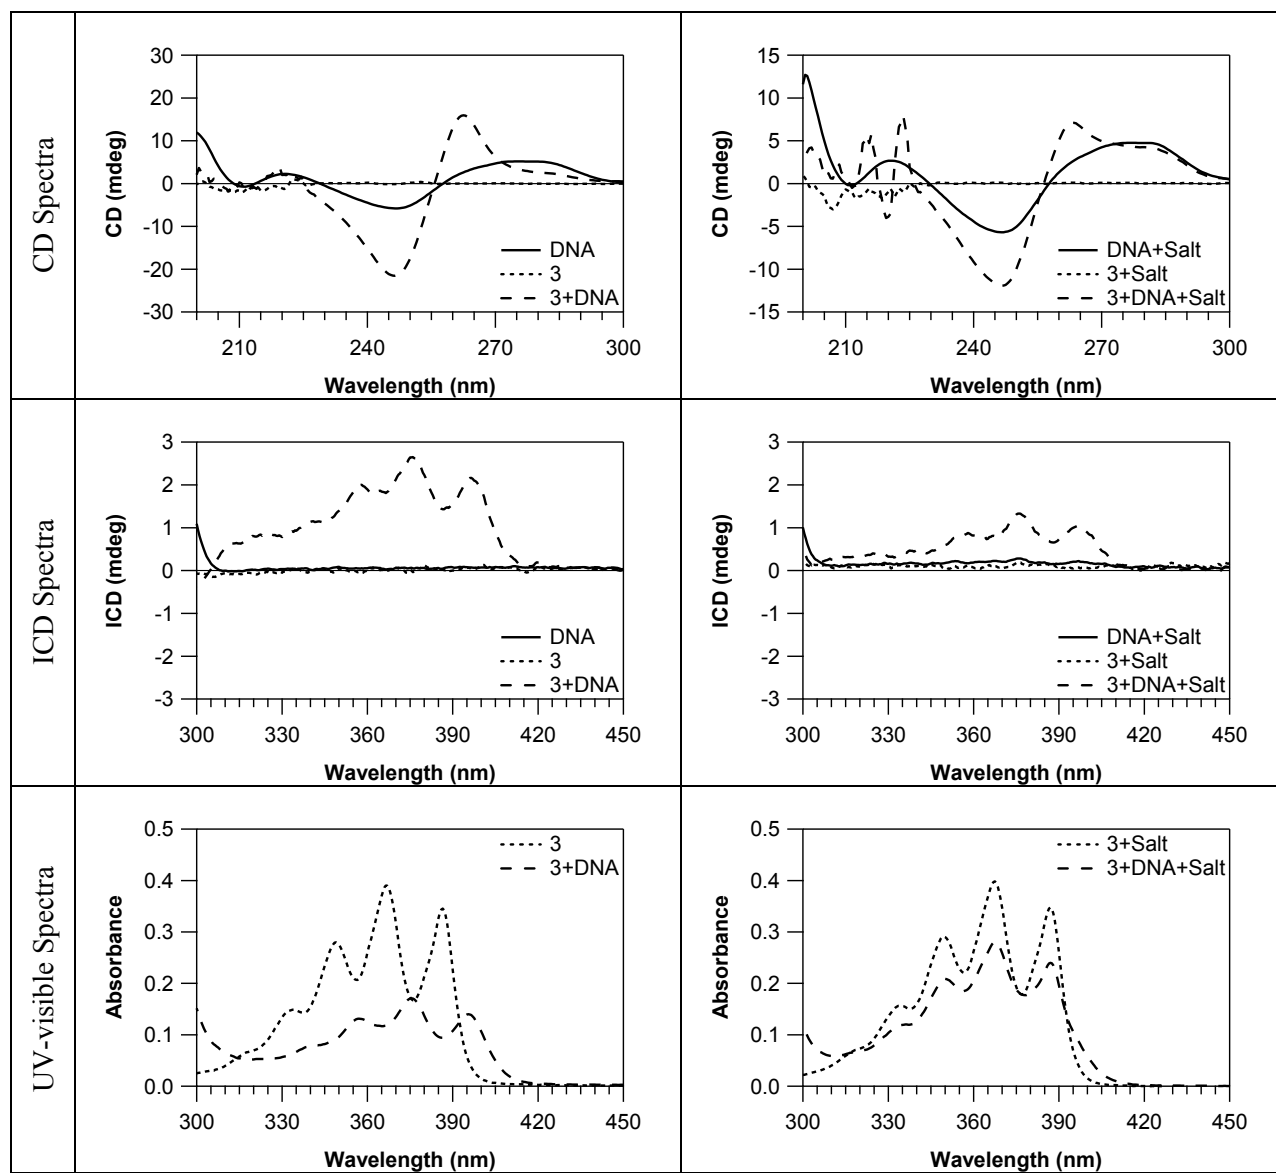 CD Spectra
30
20
10
0
-10
-20
-30
CD (mdeg)
DNA
3
3+DNA
210 240 270 300
Wavelength (nm)
15
10
5
0
-5
-10
-15
CD (mdeg)
DNA+Salt
3+Salt
3+DNA+Salt
210 240 270 300
Wavelength (nm)
ICD Spectra
3
2
1
0
-1
-2
-3
ICD (mdeg)
DNA
3
3+DNA
300 330 360 390 420 450
Wavelength (nm)
3
2
1
0
-1
-2
-3
ICD (mdeg)
DNA+Salt
3+Salt
3+DNA+Salt
300 330 360 390 420 450
Wavelength (nm)
UV-visible Spectra
0.5
0.4
0.3
0.2
0.1
0.0
Absorbance
3
3+DNA
300 330 360 390 420 450
Wavelength (nm)
0.5
0.4
0.3
0.2
0.1
0.0
Absorbance
3+Salt
3+DNA+Salt
300 330 360 390 420 450
Wavelength (nm)